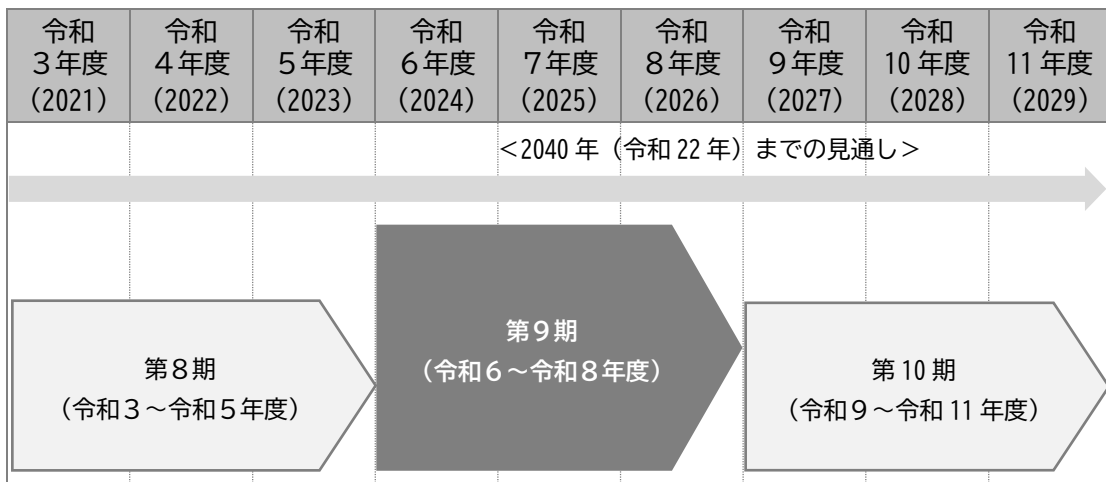 令和
３年度
（2021）
令和
４年度
（2022）
令和
５年度
（2023）
令和
６年度
（2024）
令和
７年度
（2025）
令和
８年度
（2026）
令和
９年度
（2027）
令和
10 年度
（2028）
令和
11 年度
（2029）
＜2040 年（令和 22 年）までの見通し＞
第８期
（令和３～令和５年度）
第９期
（令和６～令和８年度）
第 10 期
（令和９～令和 11 年度）